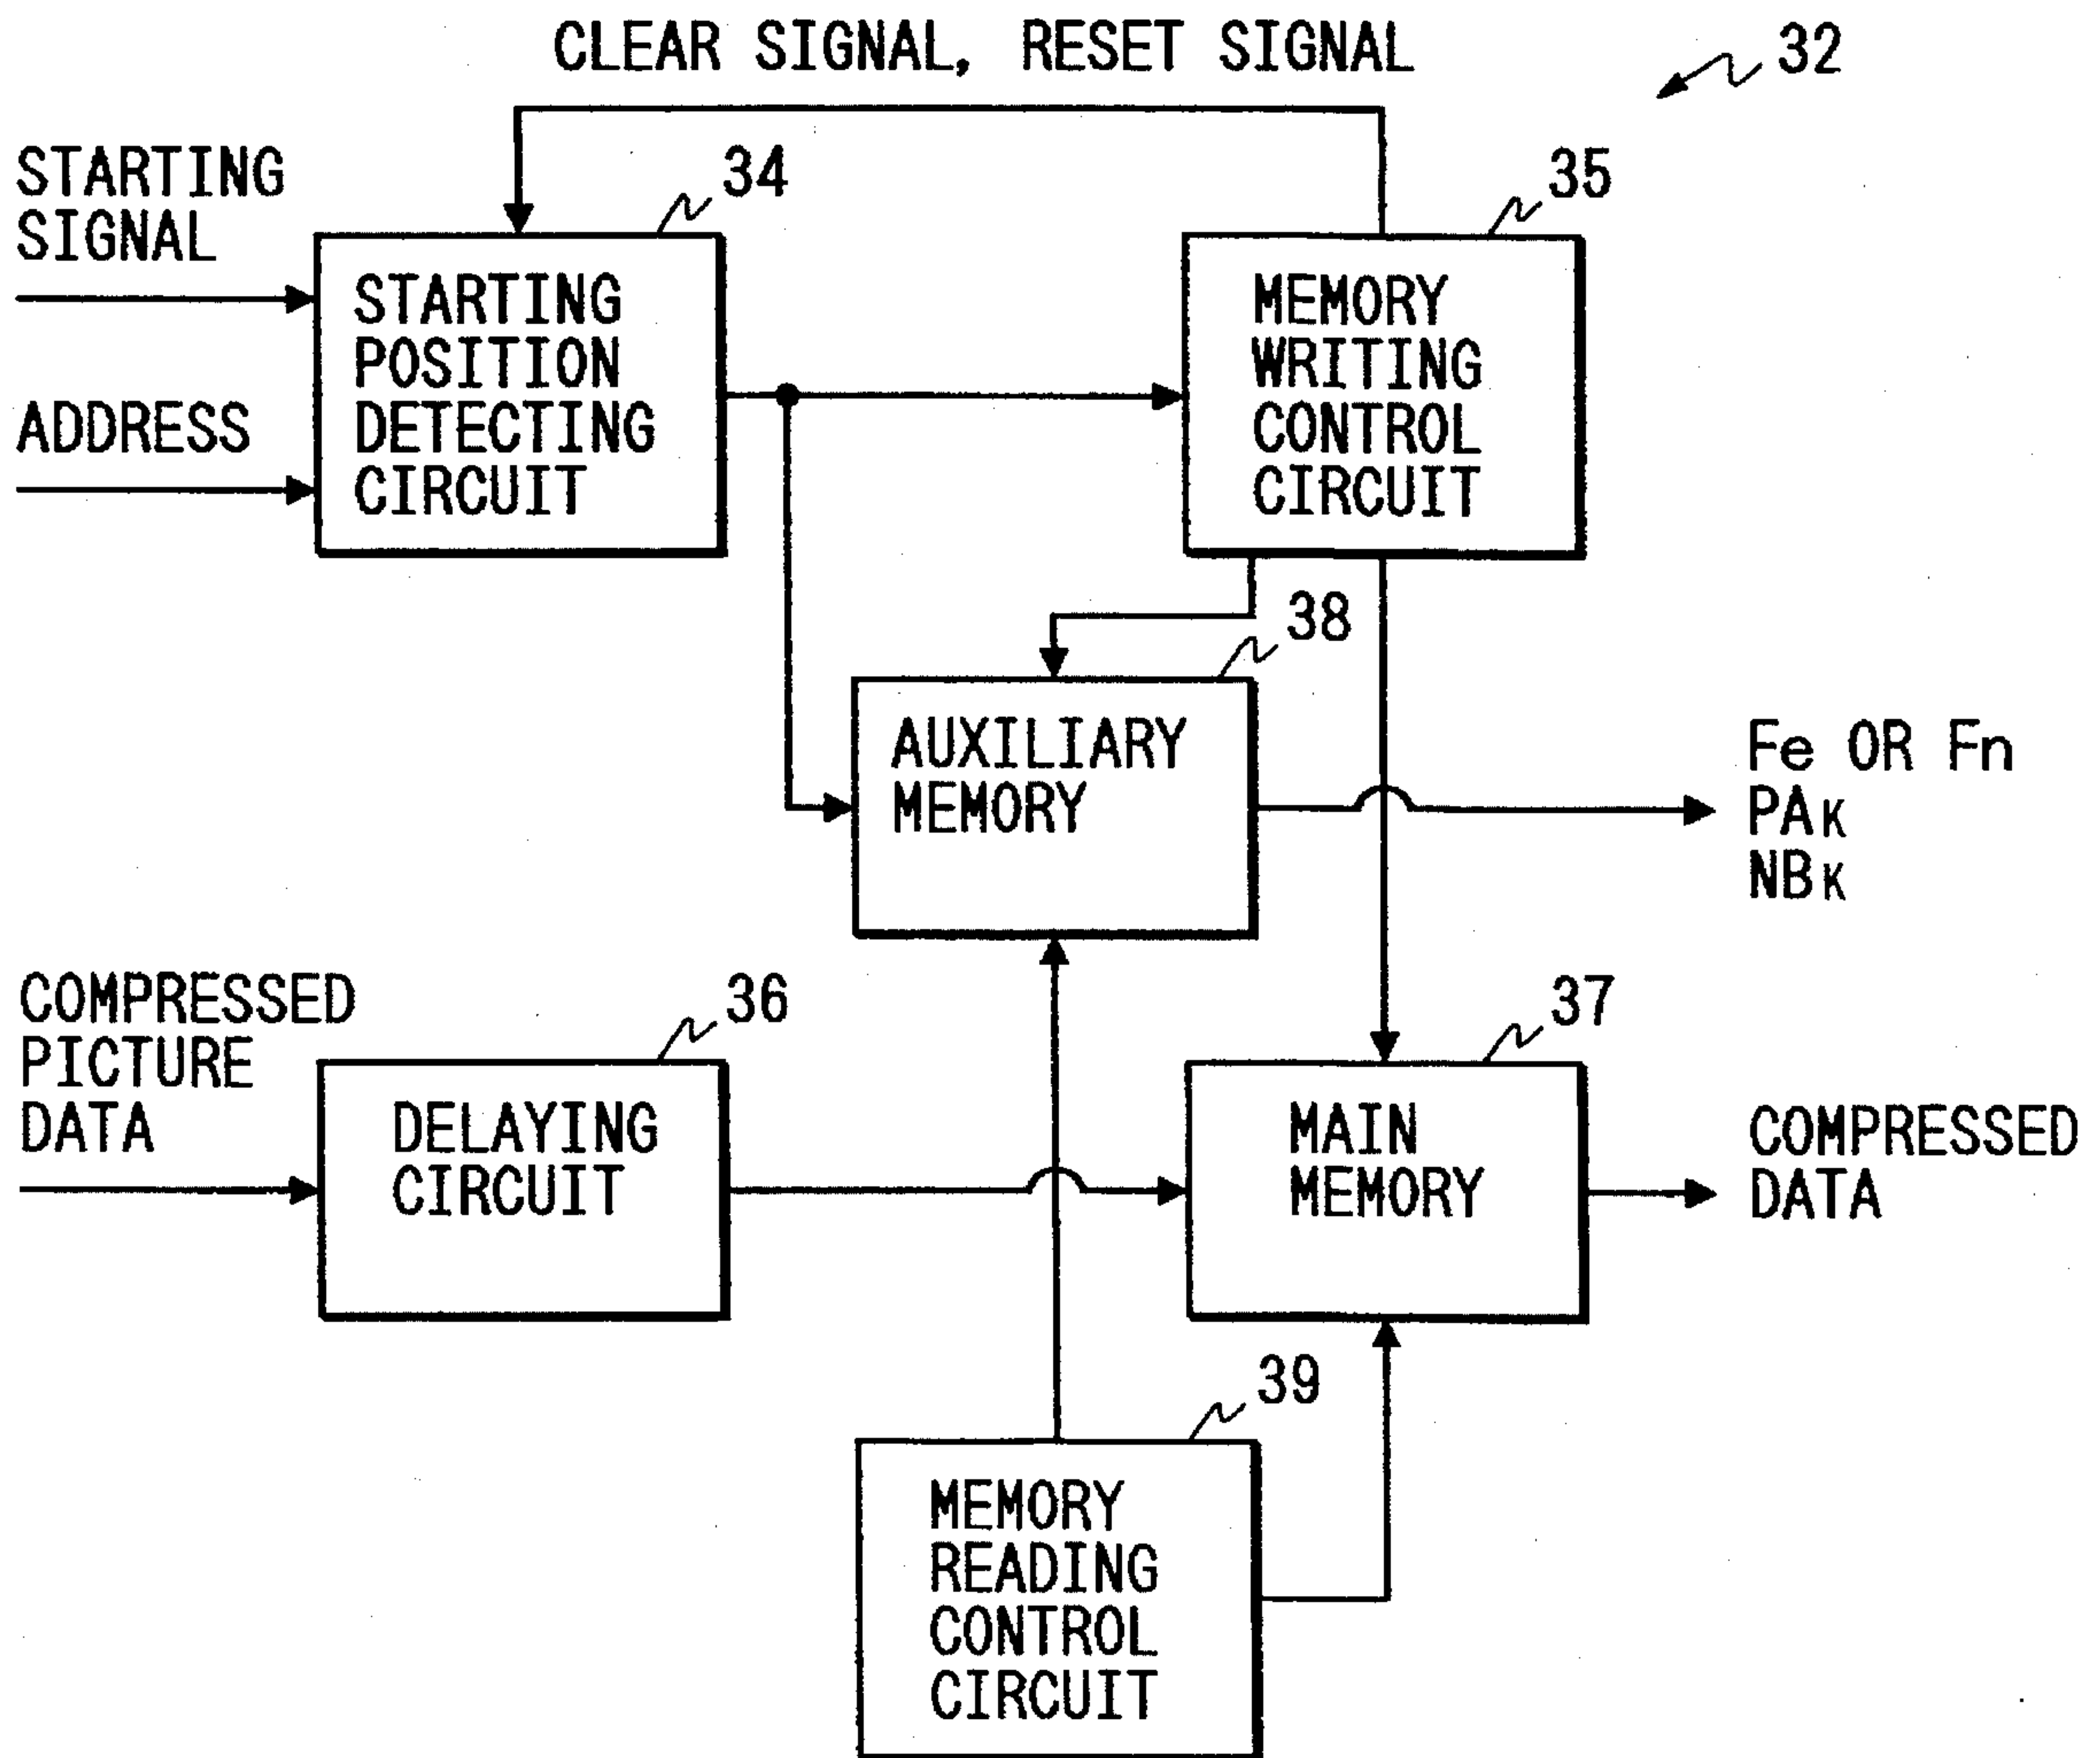 CLEAR SIGNAL, RESET SIGNAL
32
STARTING
SIGNAL
34
35
STARTING
POSITION
DETECTING
CIRCUIT
MEMORY
WRITING
CONTROL
CIRCUIT
ADDRESS
38
AUXILIARY
MEMORY
Fe OR Fn
PAK
NBK
COMPRESSED
PICTURE
DATA
36
37
DELAYING
CIRCUIT
MAIN
MEMORY
COMPRESSED
DATA
39
MEMORY
READING
CONTROL
CIRCUIT